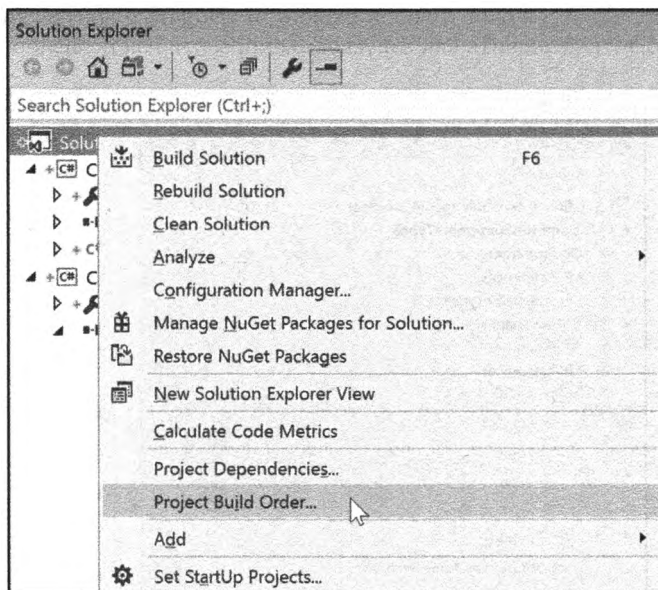 Solution Explorer
Search Solution Explorer (Ctrl+;)
Build Solution F6
Rebuild Solution
Clean Solution
Analyze
Configuration Manager...
Manage NuGet Packages for Solution...
Restore NuGet Packages
New Solution Explorer View
Calculate Code Metrics
Project Dependencies...
Project Build Order...
Add
Set StartUp Projects...